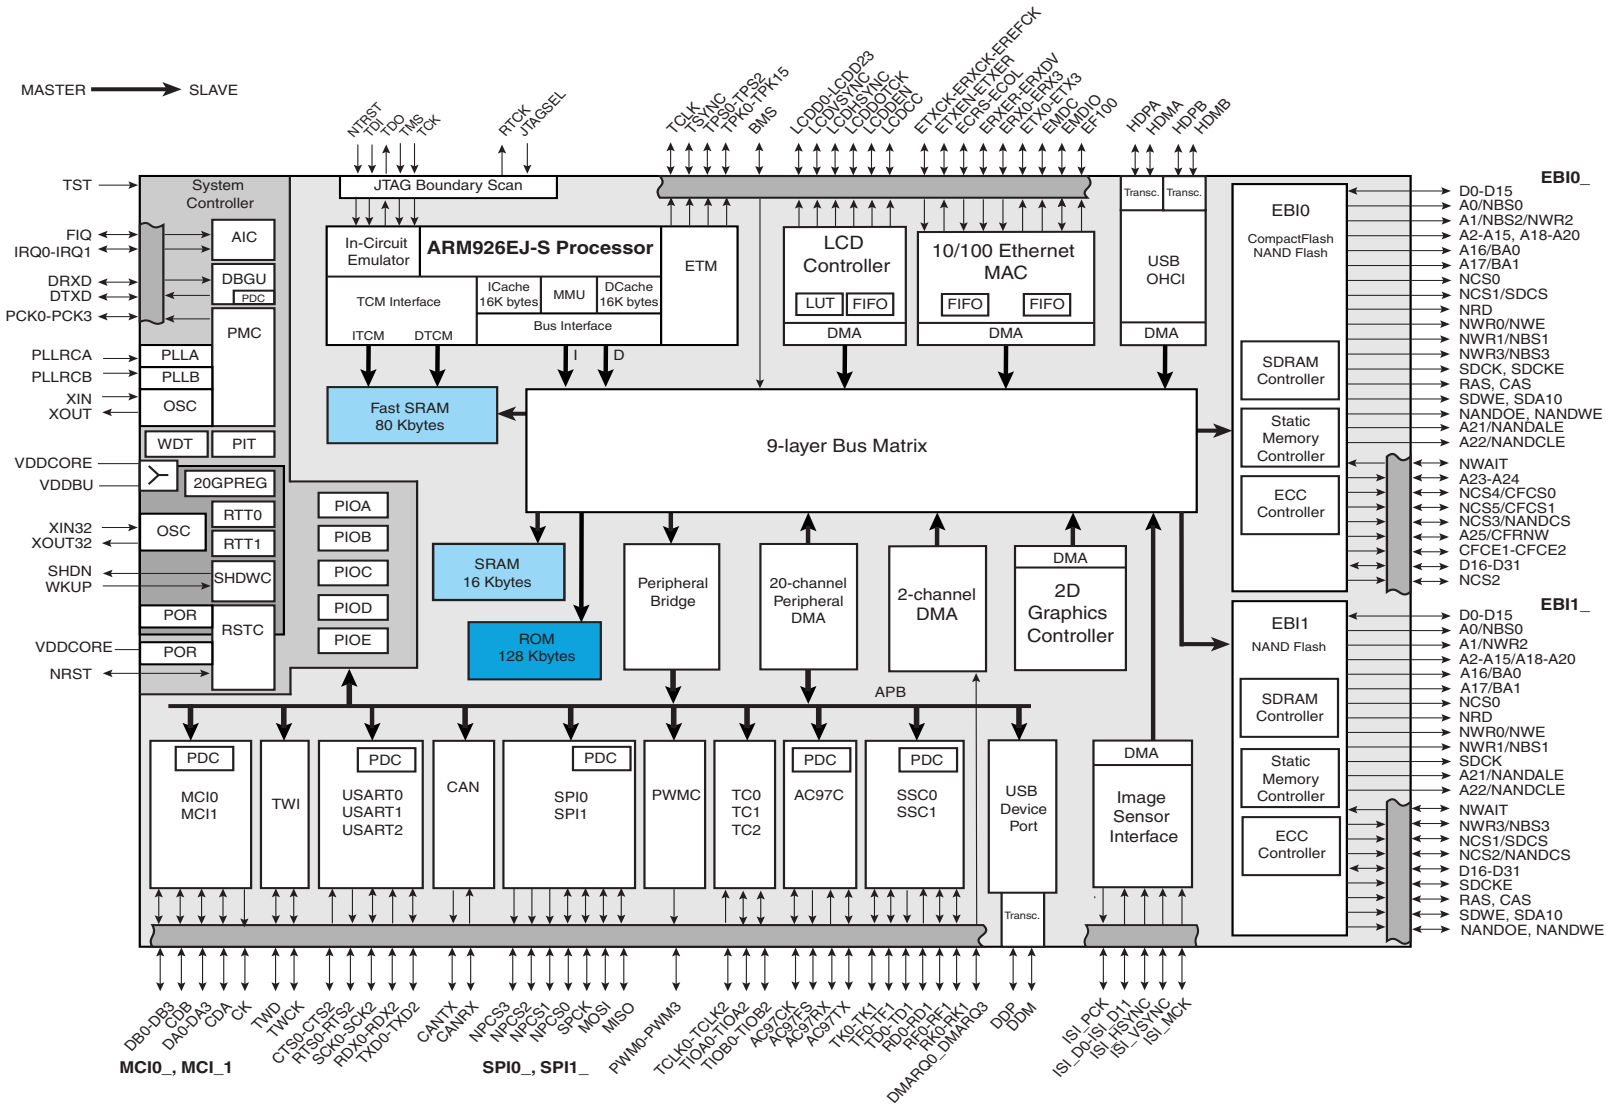 MASTER
SLAVE
NTRST
TDI
TDO
TMS
TCK
RTCK
JTAGSEL
TCLK
TSYNC
TPS0-TPS2
TPK0-TPK15
BMS
LCDD0-LCDD23
LCDVSYNC
LCDHSYNC
LCDDOTCK
LCDDEN
LCDCC
ETXCK-ERXCK-EREFCK
ETXEN-ETXER
ECRS-ECOL
ERXER-ERXDV
ERX0-ERX3
ETX0-ETX3
EMDC
EMDIO
EF100
HDPA
HDMA
HDPB
HDMB
TST
FIQ
IRQ0-IRQ1
DRXD
DTXD
PCK0-PCK3
PLLRCA
PLLRCB
XIN
XOUT
VDDCORE
VDDBU
XIN32
XOUT32
SHDN
WKUP
VDDCORE
NRST
System
Controller
AIC
DBGU
PDC
PMC
PLLA
PLLB
OSC
WDT
PIT
20GPREG
OSC
RTT0
RTT1
SHDWC
POR
RSTC
POR
PIOA
PIOB
PIOC
PIOD
PIOE
JTAG Boundary Scan
In-Circuit
Emulator
ARM926EJ-S Processor
TCM Interface
ITCM
DTCM
ICache
16K bytes
MMU
DCache
16K bytes
Bus Interface
I
D
ETM
LCD
Controller
LUT
FIFO
DMA
10/100 Ethernet
MAC
FIFO
FIFO
DMA
Transc.
Transc.
USB
OHCI
DMA
Fast SRAM
80 Kbytes
9-layer Bus Matrix
SRAM
16 Kbytes
ROM
128 Kbytes
Peripheral
Bridge
20-channel
Peripheral
DMA
2-channel
DMA
DMA
2D
Graphics
Controller
APB
EBI0
CompactFlash
NAND Flash
SDRAM
Controller
Static
Memory
Controller
ECC
Controller
EBI1
NAND Flash
SDRAM
Controller
Static
Memory
Controller
ECC
Controller
EBI0_
D0-D15
A0/NBS0
A1/NBS2/NWR2
A2-A15, A18-A20
A16/BA0
A17/BA1
NCS0
NCS1/SDCS
NRD
NWR0/NWE
NWR1/NBS1
NWR3/NBS3
SDCK, SDCKE
RAS, CAS
SDWE, SDA10
NANDOE, NANDWE
A21/NANDALE
A22/NANDCLE
NWAIT
A23-A24
NCS4/CFCS0
NCS5/CFCS1
NCS3/NANDCS
A25/CFRNW
CFCE1-CFCE2
D16-D31
NCS2
EBI1_
D0-D15
A0/NBS0
A1/NWR2
A2-A15/A18-A20
A16/BA0
A17/BA1
NCS0
NRD
NWR0/NWE
NWR1/NBS1
SDCK
A21/NANDALE
A22/NANDCLE
NWAIT
NWR3/NBS3
NCS1/SDCS
NCS2/NANDCS
D16-D31
SDCKE
RAS, CAS
SDWE, SDA10
NANDOE, NANDWE
PDC
MCI0
MCI1
TWI
PDC
USART0
USART1
USART2
CAN
PDC
SPI0
SPI1
PWMC
TC0
TC1
TC2
PDC
AC97C
PDC
SSC0
SSC1
USB
Device
Port
Transc.
DMA
Image
Sensor
Interface
DB0-DB3
CDB
DA0-DA3
CDA
CK
TWD
TWCK
CTS0-CTS2
RTS0-RTS2
SCK0-SCK2
RDX0-RDX2
TXD0-TXD2
CANTX
CANRX
NPCS3
NPCS2
NPCS1
NPCS0
SPCK
MOSI
MISO
PWM0-PWM3
TCLK0-TCLK2
TIOA0-TIOA2
TIOB0-TIOB2
AC97CK
AC97FS
AC97RX
AC97TX
TK0-TK1
TF0-TF1
TD0-TD1
RD0-RD1
RF0-RF1
RK0-RK1
DMARQ0_DMARQ3
DDP
DDM
ISI_PCK
ISI_D0-ISI_D11
ISI_HSYNC
ISI_VSYNC
ISI_MCK
MCI0_, MCI_1
SPI0_, SPI1_